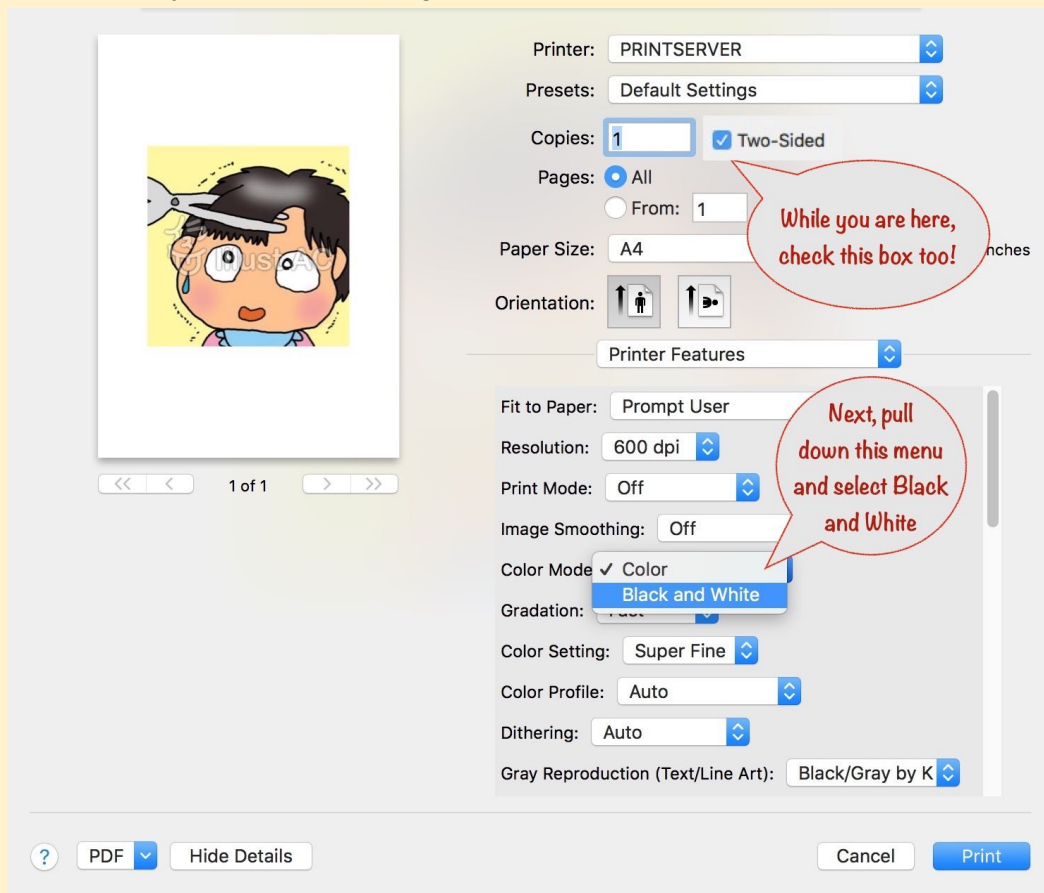 Printer: PRINTSERVER
Presets: Default Settings
Copies: 1 Two-Sided
Pages: All
From: 1
While you are here,
check this box too!
Paper Size: A4 nches
Orientation:
Printer Features
Fit to Paper: Prompt User
Resolution: 600 dpi
Print Mode: Off
Image Smoothing: Off
Next, pull
down this menu
and select Black
and White
Color Mode ✓ Color
Black and White
Gradation:
Color Setting: Super Fine
Color Profile: Auto
Dithering: Auto
Gray Reproduction (Text/Line Art): Black/Gray by K
<< < 1 of 1 > >>
? PDF Hide Details Cancel Print